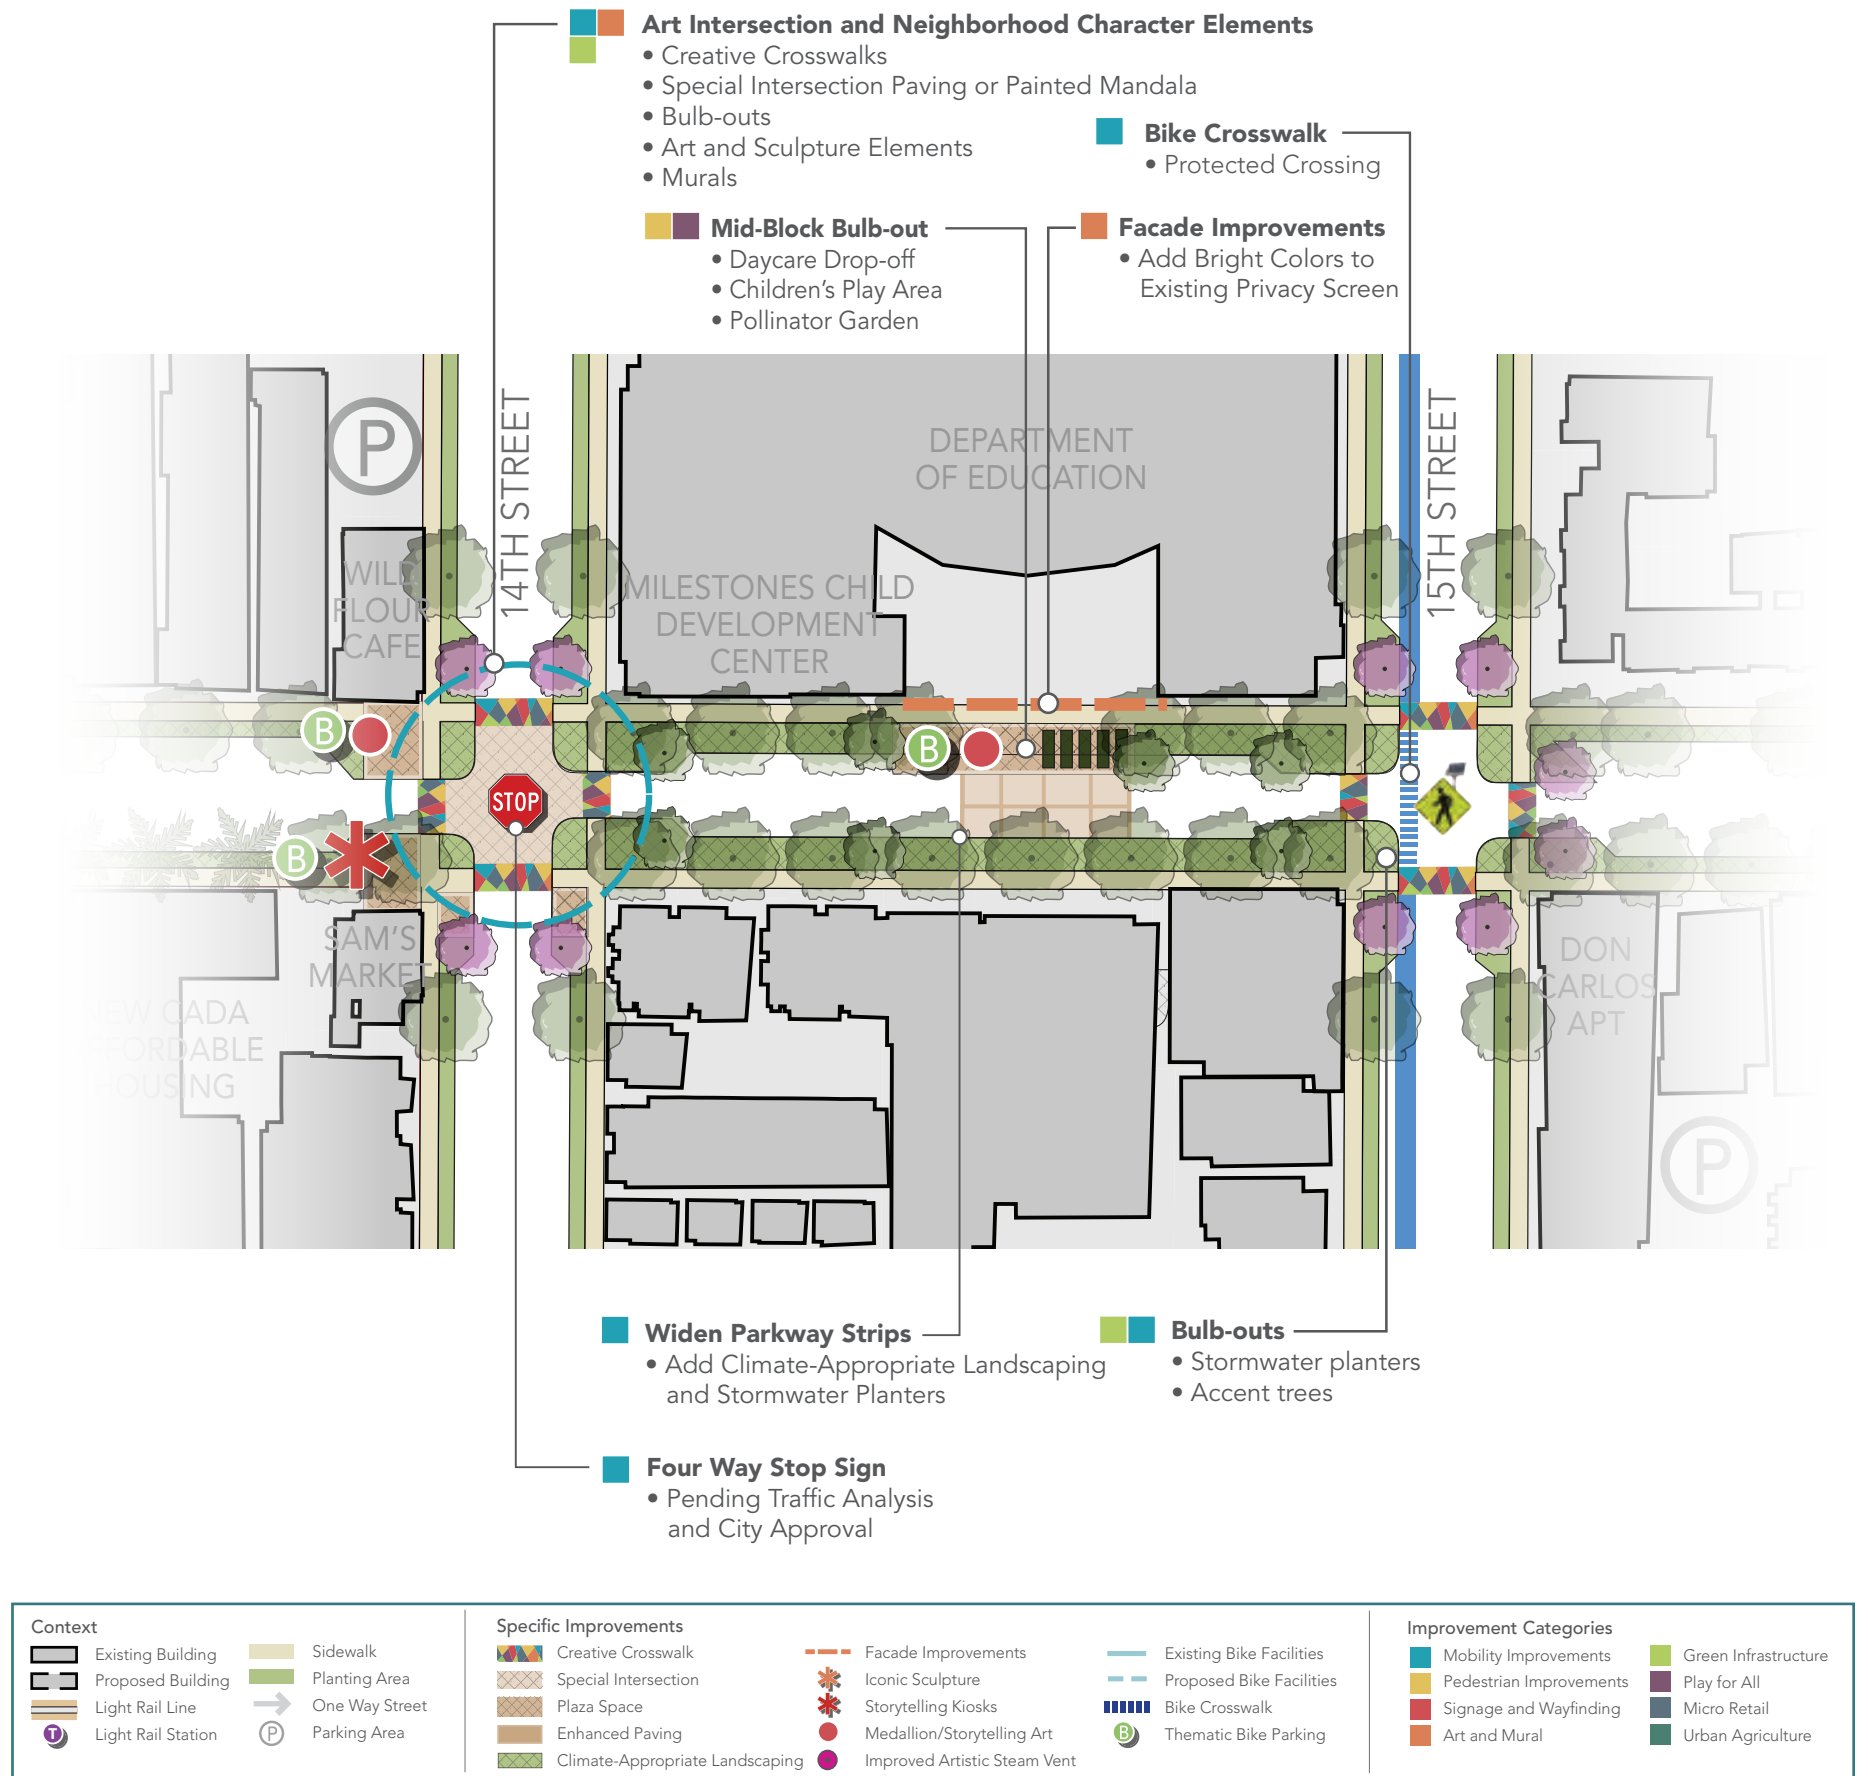 Art Intersection and Neighborhood Character Elements
• Creative Crosswalks
• Special Intersection Paving or Painted Mandala
• Bulb-outs
• Art and Sculpture Elements
• Murals
Bike Crosswalk
• Protected Crossing
Mid-Block Bulb-out
• Daycare Drop-off
• Children's Play Area
• Pollinator Garden
Facade Improvements
• Add Bright Colors to
Existing Privacy Screen
P
14TH STREET
DEPARTMENT
OF EDUCATION
15TH STREET
WILD
FLOUR
CAFE
MILESTONES CHILD
DEVELOPMENT
CENTER
B
B
STOP
B
SAM'S
MARKET
NEW CADA
AFFORDABLE
HOUSING
DON
CARLOS
APT
P
Widen Parkway Strips
• Add Climate-Appropriate Landscaping
and Stormwater Planters
Bulb-outs
• Stormwater planters
• Accent trees
Four Way Stop Sign
• Pending Traffic Analysis
and City Approval
Context
Existing Building
Proposed Building
Light Rail Line
T Light Rail Station
Sidewalk
Planting Area
One Way Street
P Parking Area
Specific Improvements
Creative Crosswalk
Special Intersection
Plaza Space
Enhanced Paving
Climate-Appropriate Landscaping
Facade Improvements
Iconic Sculpture
Storytelling Kiosks
Medallion/Storytelling Art
Improved Artistic Steam Vent
Existing Bike Facilities
Proposed Bike Facilities
Bike Crosswalk
B Thematic Bike Parking
Improvement Categories
Mobility Improvements
Pedestrian Improvements
Signage and Wayfinding
Art and Mural
Green Infrastructure
Play for All
Micro Retail
Urban Agriculture